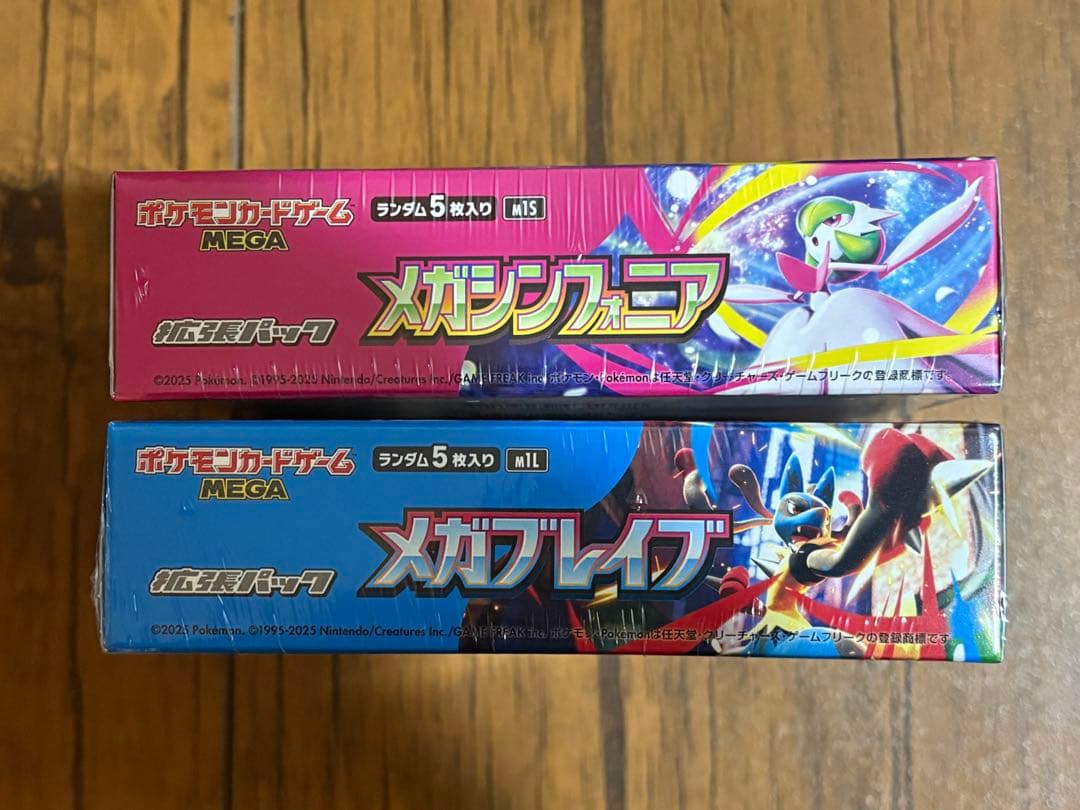 ポケモンカードゲーム
MEGA
ランダム5枚入り M1S
メガシンフォニア
拡張パック
©2025 Pokémon. ©1995-2025 Nintendo/Creatures Inc./GAME FREAK inc. ポケモン・Pokémonは任天堂・クリーチャーズ・ゲームフリークの登録商標です。
ポケモンカードゲーム
MEGA
ランダム5枚入り M1L
メガブレイブ
拡張パック
©2025 Pokémon. ©1995-2025 Nintendo/Creatures Inc./GAME FREAK inc. ポケモン・Pokémonは任天堂・クリーチャーズ・ゲームフリークの登録商標です。